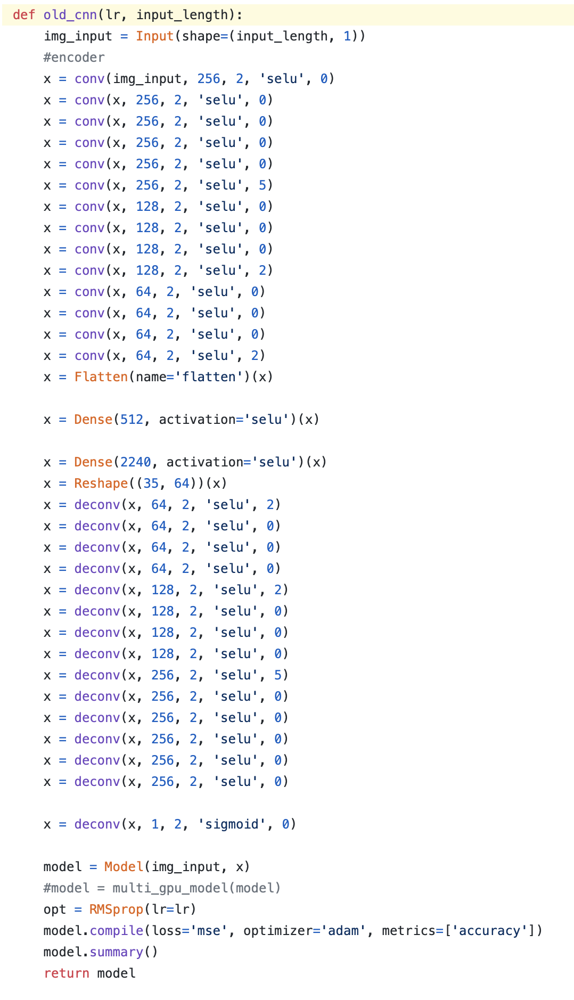 def old_cnn(lr, input_length):
    img_input = Input(shape=(input_length, 1))
    #encoder
    x = conv(img_input, 256, 2, 'selu', 0)
    x = conv(x, 256, 2, 'selu', 0)
    x = conv(x, 256, 2, 'selu', 0)
    x = conv(x, 256, 2, 'selu', 0)
    x = conv(x, 256, 2, 'selu', 0)
    x = conv(x, 256, 2, 'selu', 5)
    x = conv(x, 128, 2, 'selu', 0)
    x = conv(x, 128, 2, 'selu', 0)
    x = conv(x, 128, 2, 'selu', 0)
    x = conv(x, 128, 2, 'selu', 2)
    x = conv(x, 64, 2, 'selu', 0)
    x = conv(x, 64, 2, 'selu', 0)
    x = conv(x, 64, 2, 'selu', 0)
    x = conv(x, 64, 2, 'selu', 2)
    x = Flatten(name='flatten')(x)

    x = Dense(512, activation='selu')(x)

    x = Dense(2240, activation='selu')(x)
    x = Reshape((35, 64))(x)
    x = deconv(x, 64, 2, 'selu', 2)
    x = deconv(x, 64, 2, 'selu', 0)
    x = deconv(x, 64, 2, 'selu', 0)
    x = deconv(x, 64, 2, 'selu', 0)
    x = deconv(x, 128, 2, 'selu', 2)
    x = deconv(x, 128, 2, 'selu', 0)
    x = deconv(x, 128, 2, 'selu', 0)
    x = deconv(x, 128, 2, 'selu', 0)
    x = deconv(x, 256, 2, 'selu', 5)
    x = deconv(x, 256, 2, 'selu', 0)
    x = deconv(x, 256, 2, 'selu', 0)
    x = deconv(x, 256, 2, 'selu', 0)
    x = deconv(x, 256, 2, 'selu', 0)
    x = deconv(x, 256, 2, 'selu', 0)

    x = deconv(x, 1, 2, 'sigmoid', 0)

    model = Model(img_input, x)
    #model = multi_gpu_model(model)
    opt = RMSprop(lr=lr)
    model.compile(loss='mse', optimizer='adam', metrics=['accuracy'])
    model.summary()
    return model